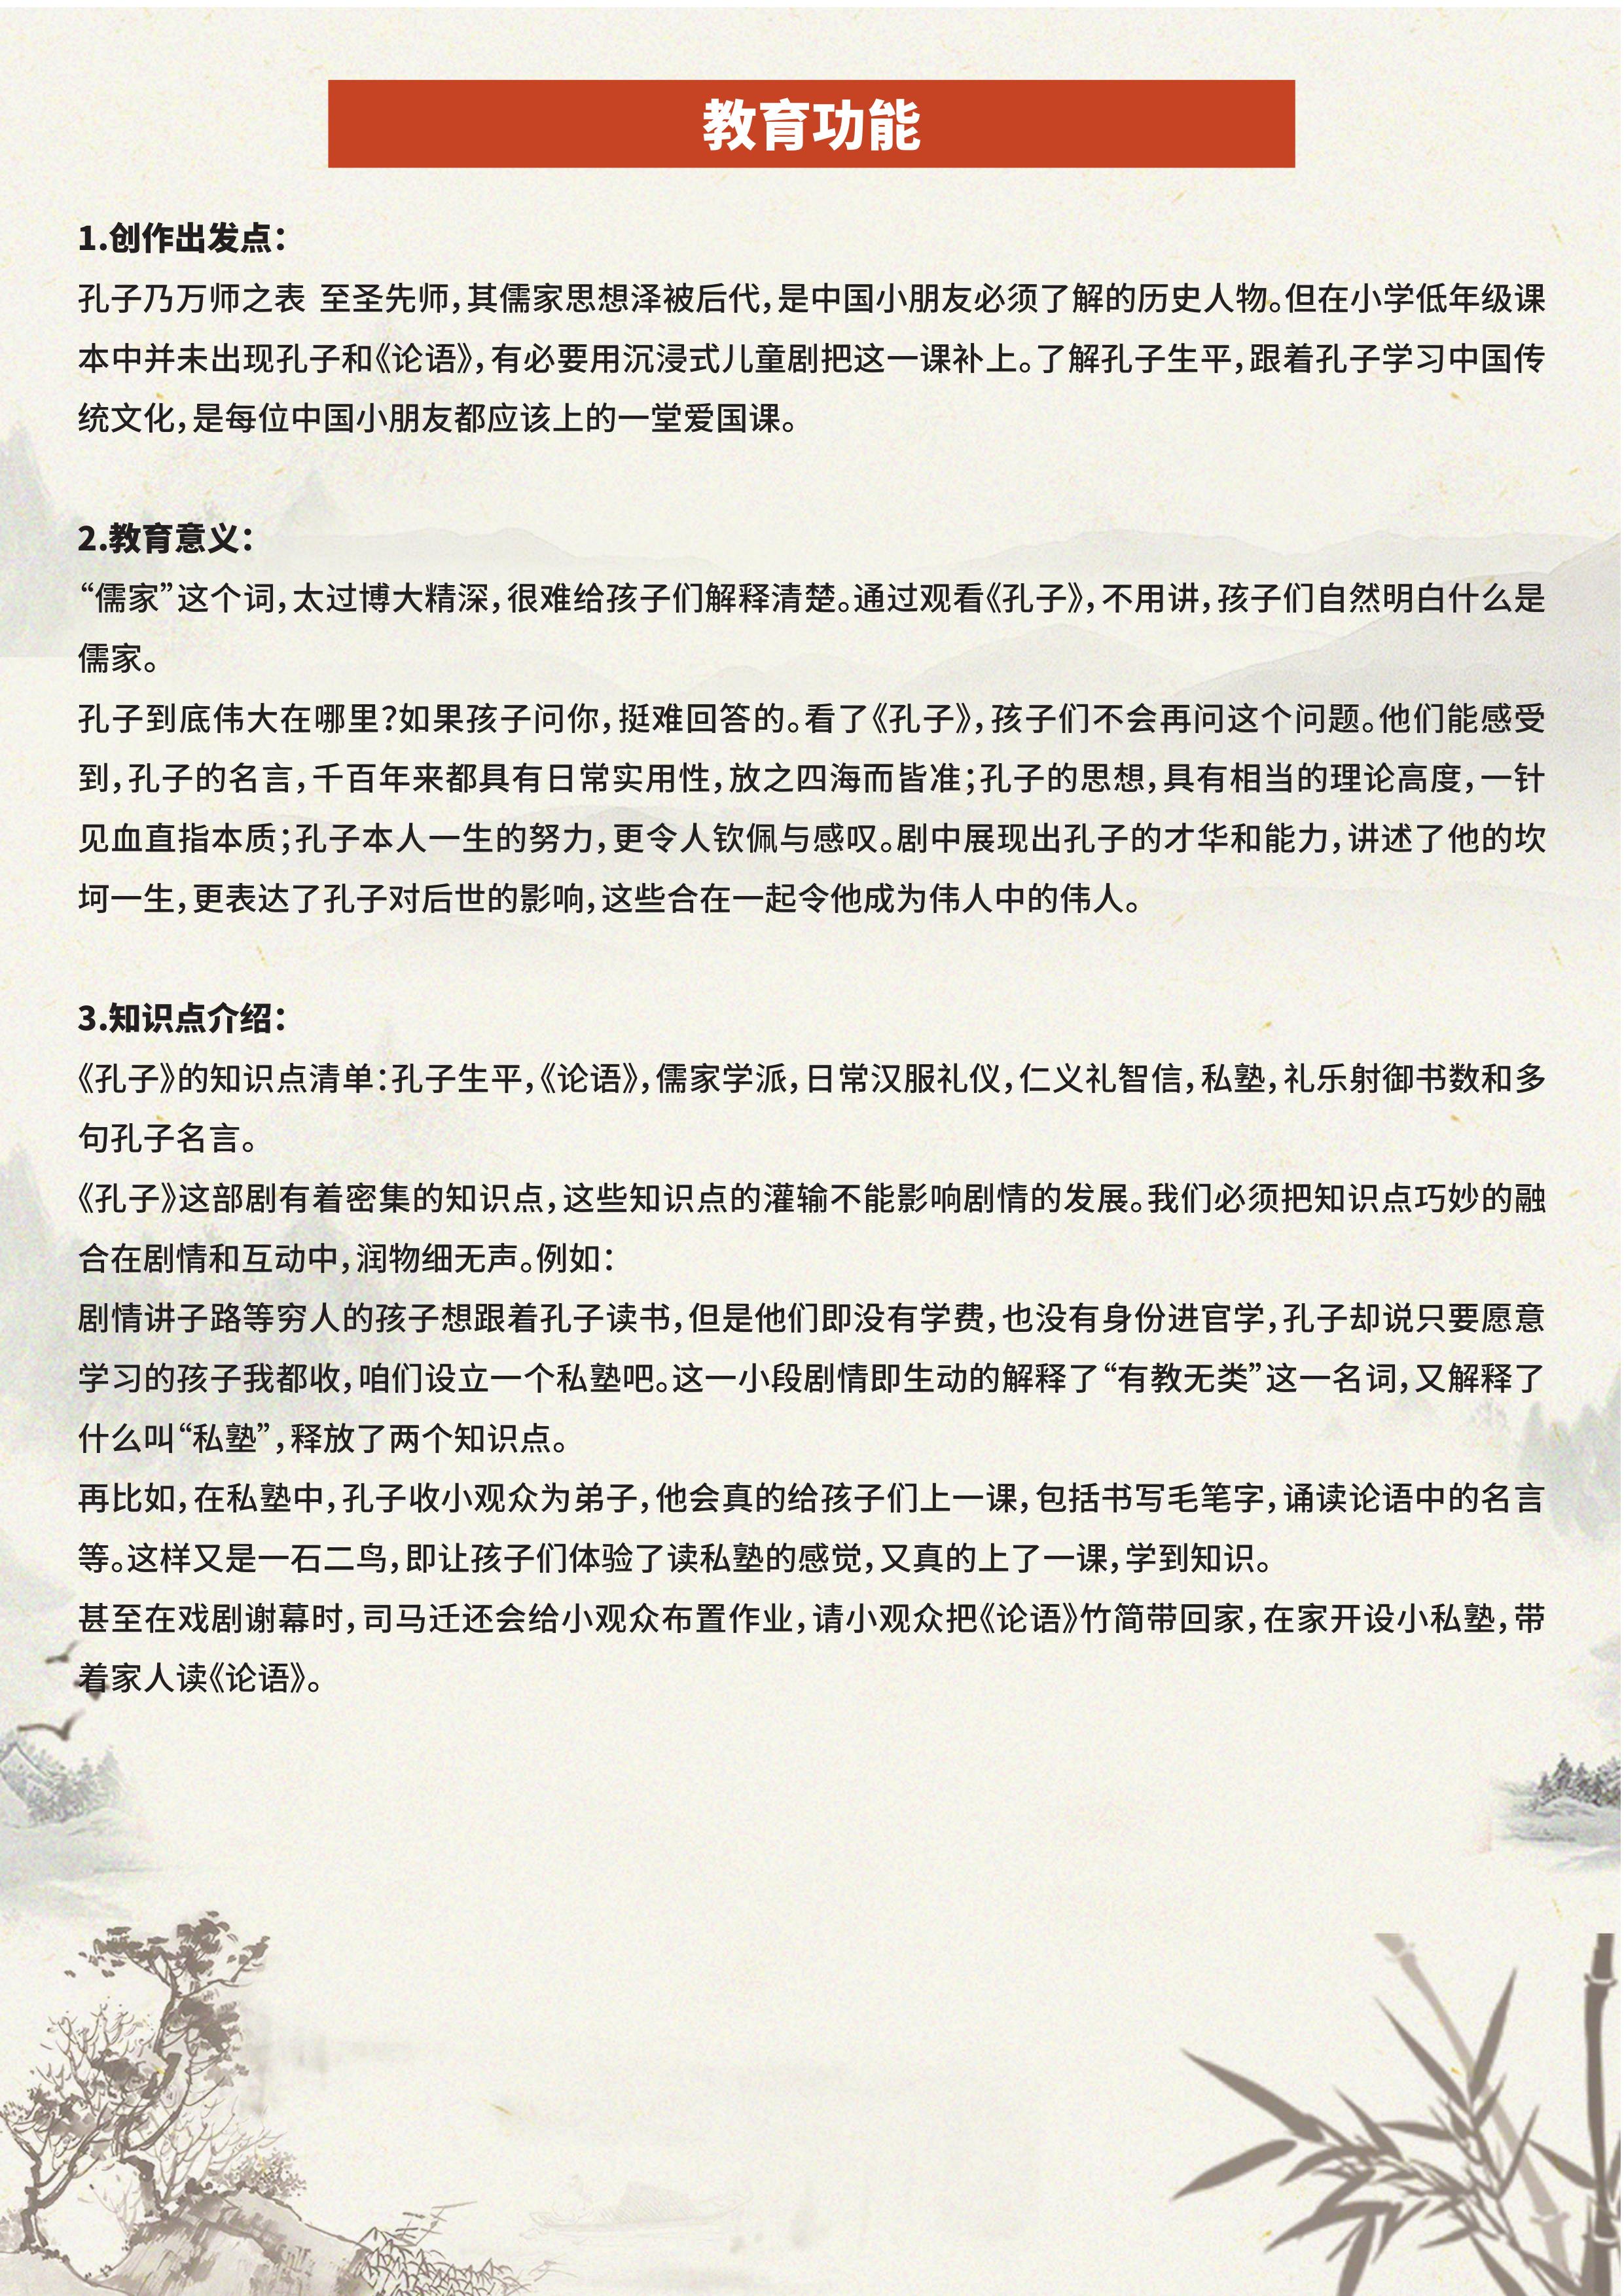 教育功能
1.创作出发点：
孔子乃万师之表 至圣先师，其儒家思想泽被后代，是中国小朋友必须了解的历史人物。但在小学低年级课
本中并未出现孔子和《论语》，有必要用沉浸式儿童剧把这一课补上。了解孔子生平，跟着孔子学习中国传
统文化，是每位中国小朋友都应该上的一堂爱国课。
2.教育意义：
“儒家”这个词，太过博大精深，很难给孩子们解释清楚。通过观看《孔子》，不用讲，孩子们自然明白什么是
儒家。
孔子到底伟大在哪里？如果孩子问你，挺难回答的。看了《孔子》，孩子们不会再问这个问题。他们能感受
到，孔子的名言，千百年来都具有日常实用性，放之四海而皆准；孔子的思想，具有相当的理论高度，一针
见血直指本质；孔子本人一生的努力，更令人钦佩与感叹。剧中展现出孔子的才华和能力，讲述了他的坎
坷一生，更表达了孔子对后世的影响，这些合在一起令他成为伟人中的伟人。
3.知识点介绍：
《孔子》的知识点清单：孔子生平，《论语》，儒家学派，日常汉服礼仪，仁义礼智信，私塾，礼乐射御书数和多
句孔子名言。
《孔子》这部剧有着密集的知识点，这些知识点的灌输不能影响剧情的发展。我们必须把知识点巧妙的融
合在剧情和互动中，润物细无声。例如：
剧情讲子路等穷人的孩子想跟着孔子读书，但是他们即没有学费，也没有身份进官学，孔子却说只要愿意
学习的孩子我都收，咱们设立一个私塾吧。这一小段剧情即生动的解释了“有教无类”这一名词，又解释了
什么叫“私塾”，释放了两个知识点。
再比如，在私塾中，孔子收小观众为弟子，他会真的给孩子们上一课，包括书写毛笔字，诵读论语中的名言
等。这样又是一石二鸟，即让孩子们体验了读私塾的感觉，又真的上了一课，学到知识。
甚至在戏剧谢幕时，司马迁还会给小观众布置作业，请小观众把《论语》竹简带回家，在家开设小私塾，带
着家人读《论语》。